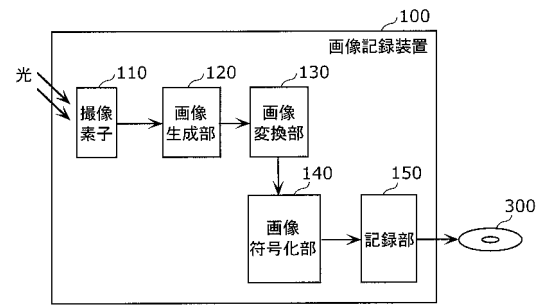 100
画像記録装置
光
110
120
130
撮像
素子
画像
生成部
画像
変換部
140
150
画像
符号化部
記録部
300